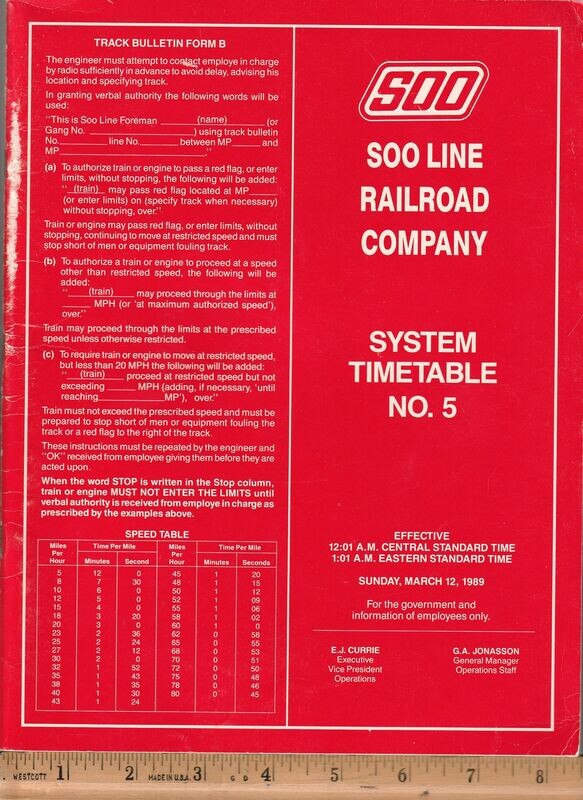 TRACK BULLETIN FORM B
The engineer must attempt to contact employe in charge
by radio sufficiently in advance to avoid delay, advising his
location and specifying track.
In granting verbal authority the following words will be
used:
"This is Soo Line Foreman ______(name)______ (or
Gang No. ______________) using track bulletin
No.______ line No.______ between MP______ and
MP______________________."
(a) To authorize train or engine to pass a red flag, or enter
limits, without stopping, the following will be added:
"__(train)__ may pass red flag located at MP______
(or enter limits) on (specify track when necessary)
without stopping, over."
Train or engine may pass red flag, or enter limits, without
stopping, continuing to move at restricted speed and must
stop short of men or equipment fouling track.
(b) To authorize a train or engine to proceed at a speed
other than restricted speed, the following will be
added:
"____(train)____ may proceed through the limits at
______ MPH (or 'at maximum authorized speed'),
over."
Train may proceed through the limits at the prescribed
speed unless otherwise restricted.
(c) To require train or engine to move at restricted speed,
but less than 20 MPH the following will be added:
"__(train)____ proceed at restricted speed but not
exceeding ______ MPH (adding, if necessary, 'until
reaching______________MP'), over."
Train must not exceed the prescribed speed and must be
prepared to stop short of men or equipment fouling the
track or a red flag to the right of the track.
These instructions must be repeated by the engineer and
"OK" received from employee giving them before they are
acted upon.
When the word STOP is written in the Stop column,
train or engine MUST NOT ENTER THE LIMITS until
verbal authority is received from employe in charge as
prescribed by the examples above.
SPEED TABLE
Miles Per Hour Time Per Mile Miles Per Hour Time Per Mile
Minutes Second Minutes Seconds
5 12 0 45 1 20
8 7 30 48 1 15
10 6 0 50 1 12
12 5 0 52 1 09
15 4 0 55 1 06
18 3 20 58 1 02
20 3 0 60 1 0
23 2 36 62 0 58
25 2 24 65 0 55
27 2 12 68 0 53
30 2 0 70 0 51
32 1 52 72 0 50
35 1 43 75 0 48
38 1 35 78 0 46
40 1 30 80 0 45
43 1 24
SOO
SOO LINE
RAILROAD
COMPANY
SYSTEM
TIMETABLE
NO. 5
EFFECTIVE
12:01 A.M. CENTRAL STANDARD TIME
1:01 A.M. EASTERN STANDARD TIME
SUNDAY, MARCH 12, 1989
For the government and
information of employees only.
E.J. CURRIE
Executive
Vice President
Operations
G.A. JONASSON
General Manager
Operations Staff
WESTCOTT 1 2 MADE IN U.S.A. 3 G D 4 5 6 7 8